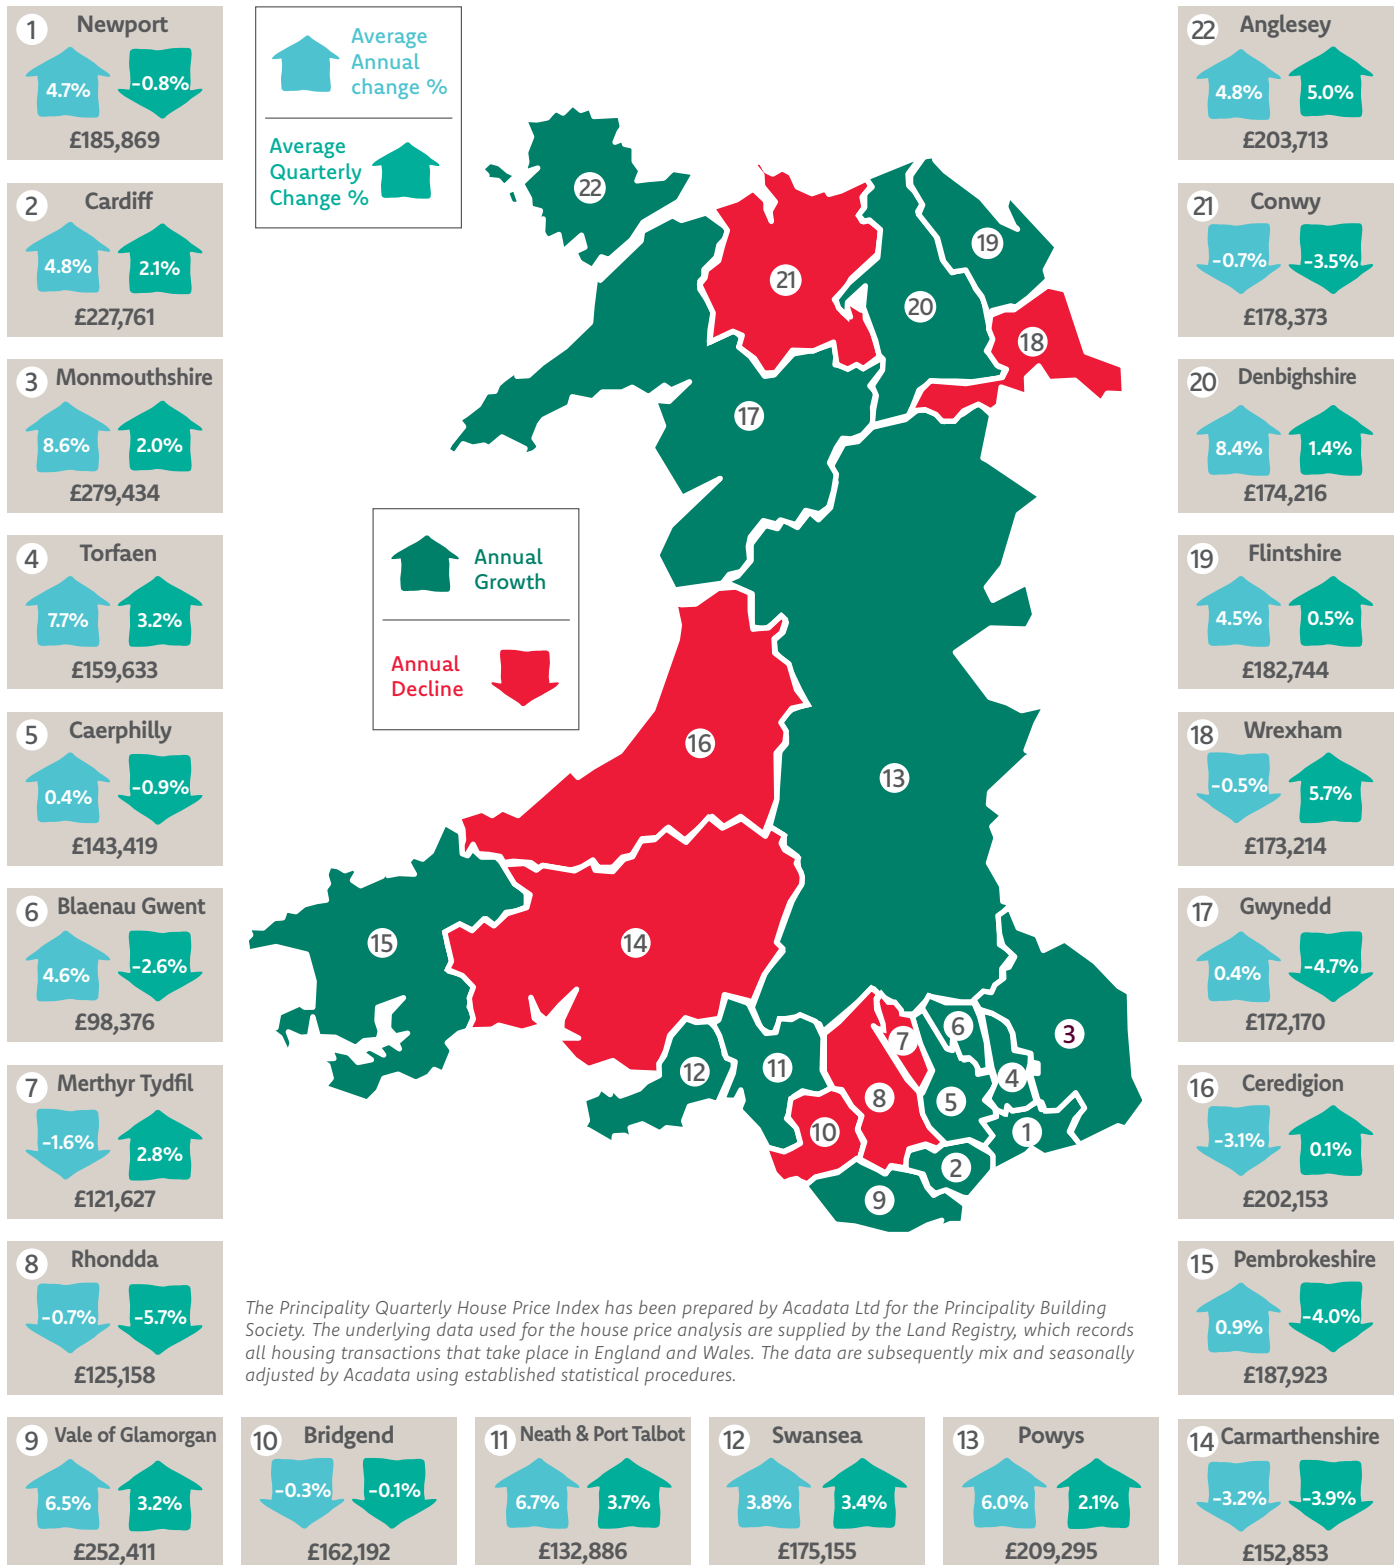 1 Newport
4.7% -0.8%
£185,869
2 Cardiff
4.8% 2.1%
£227,761
3 Monmouthshire
8.6% 2.0%
£279,434
4 Torfaen
7.7% 3.2%
£159,633
5 Caerphilly
0.4% -0.9%
£143,419
6 Blaenau Gwent
4.6% -2.6%
£98,376
7 Merthyr Tydfil
-1.6% 2.8%
£121,627
8 Rhondda
-0.7% -5.7%
£125,158
9 Vale of Glamorgan
6.5% 3.2%
£252,411
10 Bridgend
-0.3% -0.1%
£162,192
11 Neath & Port Talbot
6.7% 3.7%
£132,886
12 Swansea
3.8% 3.4%
£175,155
13 Powys
6.0% 2.1%
£209,295
14 Carmarthenshire
-3.2% -3.9%
£152,853
15 Pembrokeshire
0.9% -4.0%
£187,923
16 Ceredigion
-3.1% 0.1%
£202,153
17 Gwynedd
0.4% -4.7%
£172,170
18 Wrexham
-0.5% 5.7%
£173,214
19 Flintshire
4.5% 0.5%
£182,744
20 Denbighshire
8.4% 1.4%
£174,216
21 Conwy
-0.7% -3.5%
£178,373
22 Anglesey
4.8% 5.0%
£203,713
Average
Annual
change %
Average
Quarterly
Change %
Annual
Growth
Annual
Decline
22
19
21
20
18
17
16
13
15
14
3
6
7
12
11
4
8
5
10
1
2
9
The Principality Quarterly House Price Index has been prepared by Acadata Ltd for the Principality Building
Society. The underlying data used for the house price analysis are supplied by the Land Registry, which records
all housing transactions that take place in England and Wales. The data are subsequently mix and seasonally
adjusted by Acadata using established statistical procedures.